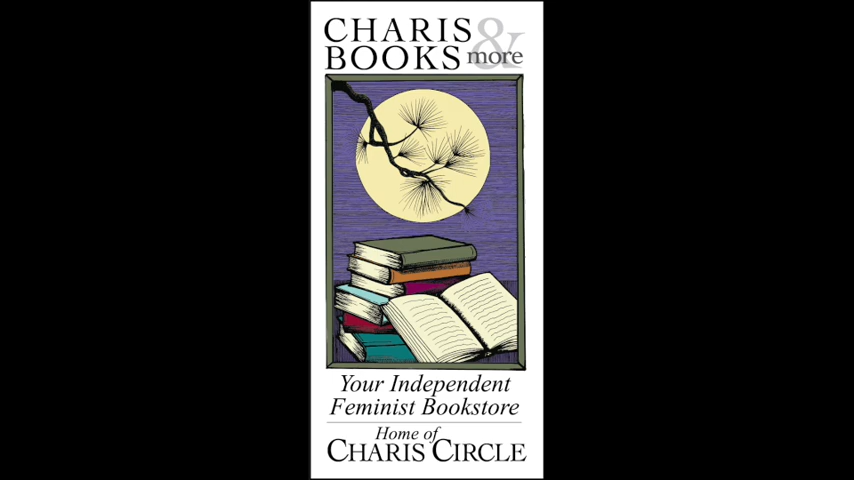 CHARIS
BOOKS & more
Your Independent
Feminist Bookstore
Home of
CHARIS CIRCLE